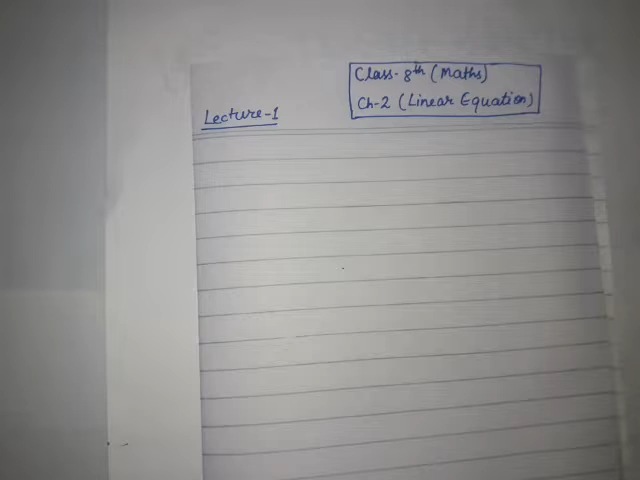 Class- 8th (Maths)
Ch-2 (Linear Equation)
Lecture-1